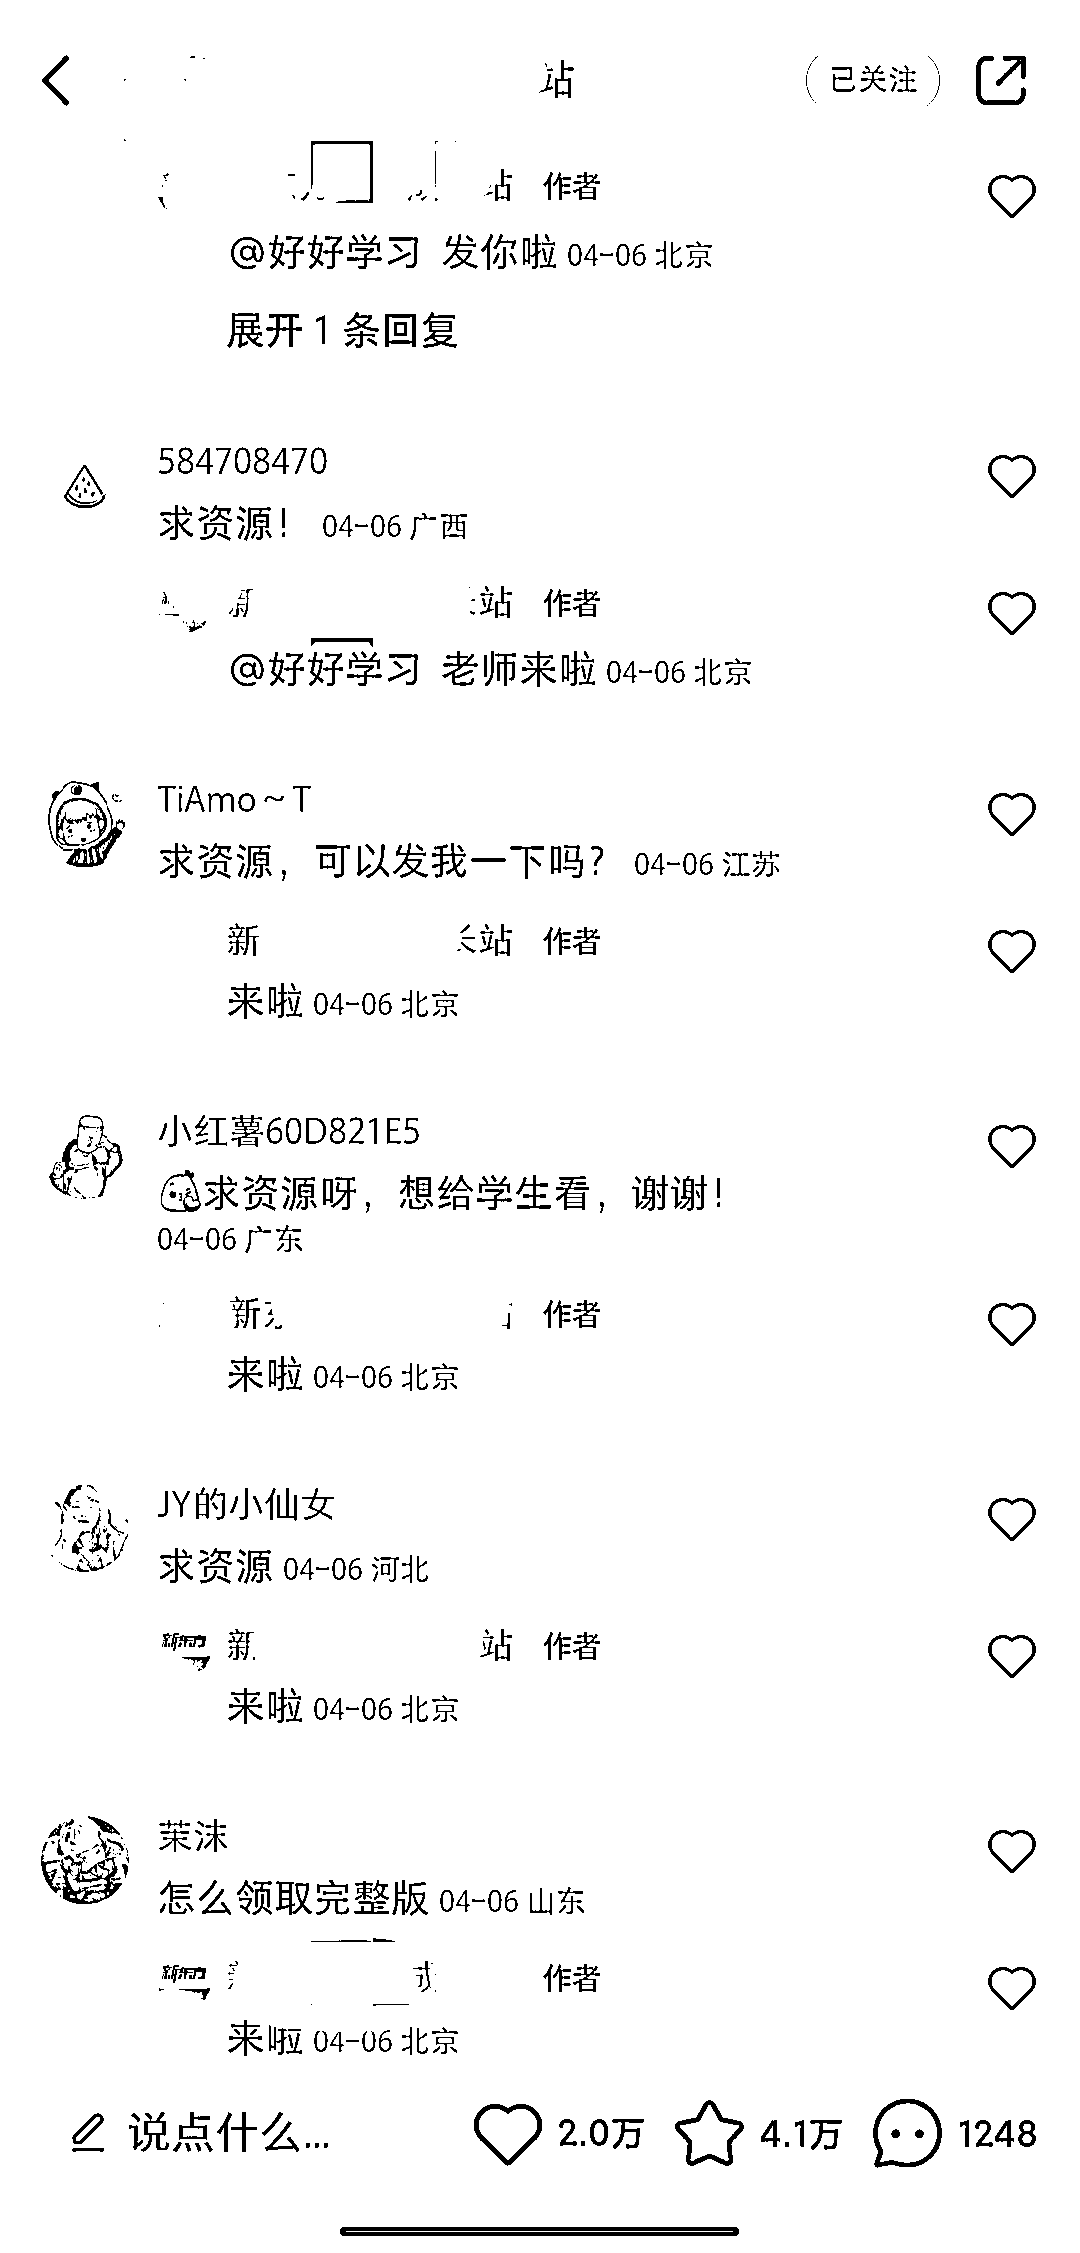 站 已关注
站 作者
@好好学习 发你啦 04-06 北京
展开 1 条回复
584708470
求资源！ 04-06 广西
站 作者
@好好学习 老师来啦 04-06 北京
TiAmo～T
求资源，可以发我一下吗？ 04-06 江苏
新 站 作者
来啦 04-06 北京
小红薯60D821E5
求资源呀，想给学生看，谢谢！
04-06 广东
新 作者
来啦 04-06 北京
JY的小仙女
求资源 04-06 河北
新 站 作者
来啦 04-06 北京
茉沫
怎么领取完整版 04-06 山东
作者
来啦 04-06 北京
说点什么... 2.0万 4.1万 1248